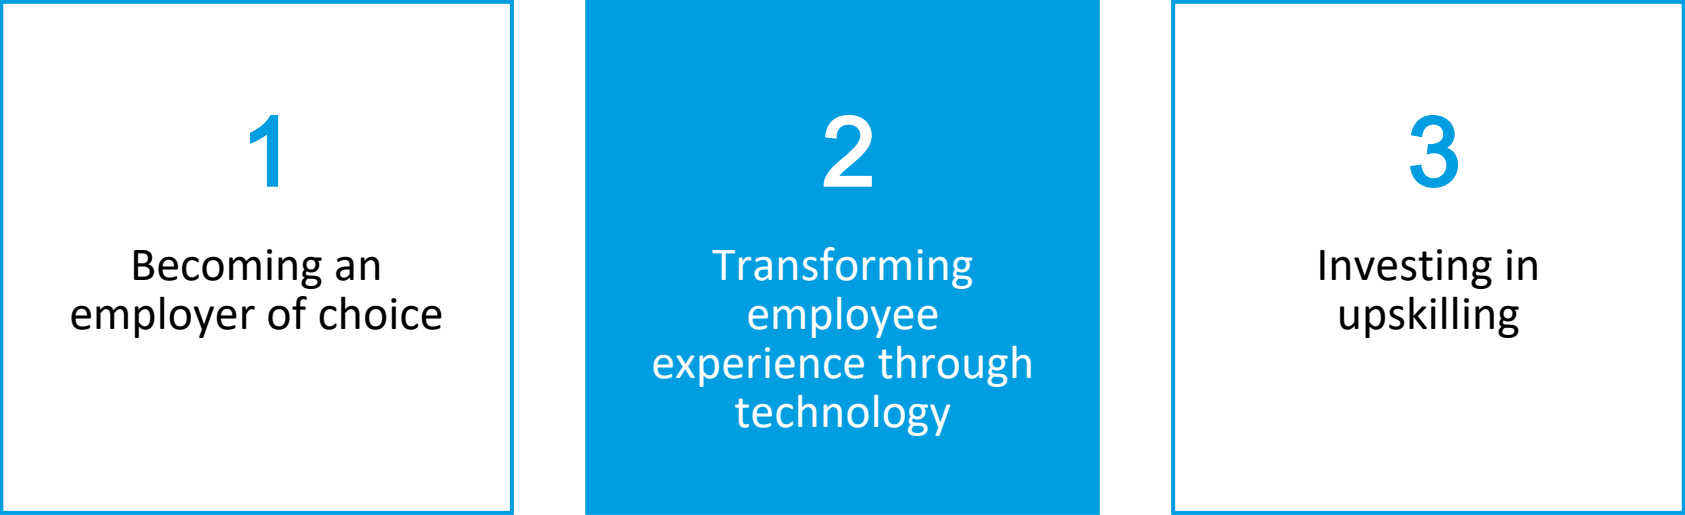 1
Becoming an
employer of choice
2
Transforming
employee
experience through
technology
3
Investing in
upskilling